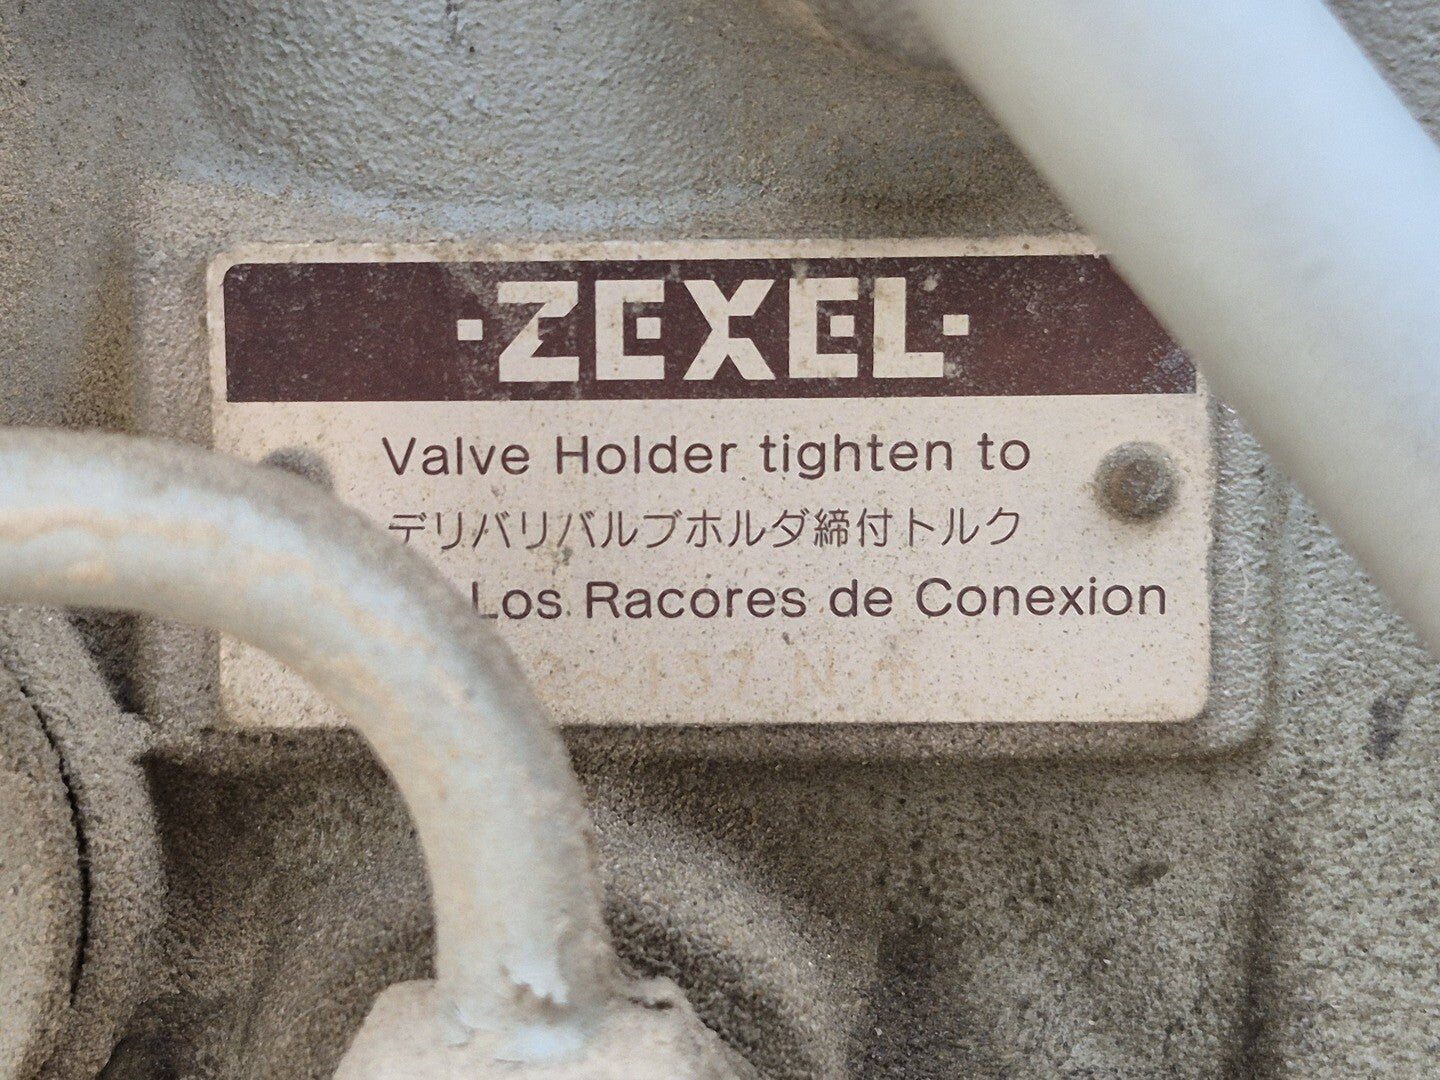 ·ZEXEL·
Valve Holder tighten to
デリバリバルブホルダ締付トルク
Los Racores de Conexion
137 N·m